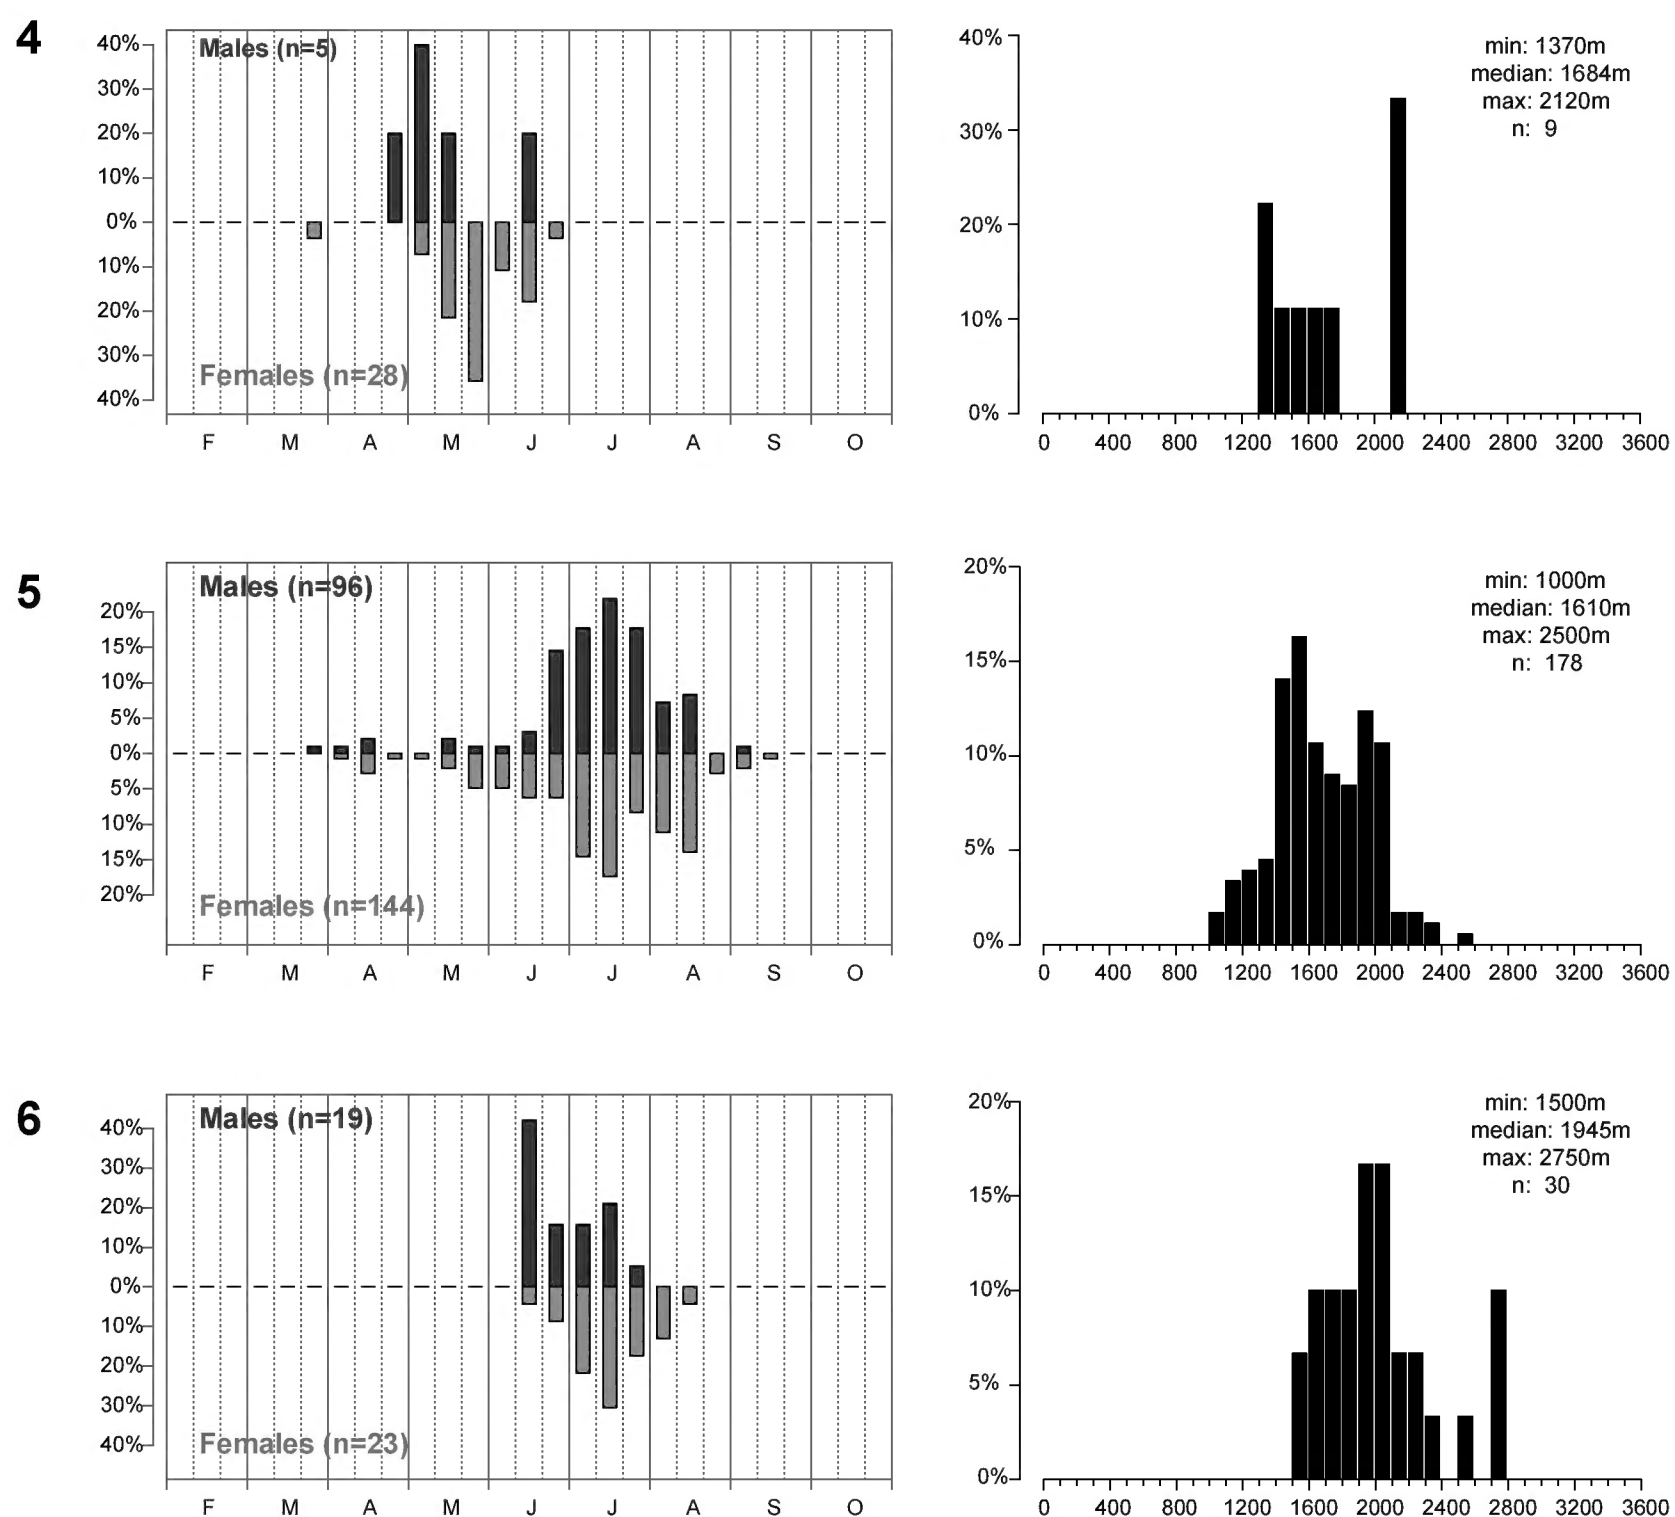 4
Males (n=5)
40%
30%
20%
10%
0%
10%
20%
30%
40%
Females (n=28)
F M A M J J A S O
40%
30%
20%
10%
0%
min: 1370m
median: 1684m
max: 2120m
n: 9
0 400 800 1200 1600 2000 2400 2800 3200 3600
5
Males (n=96)
20%
15%
10%
5%
0%
5%
10%
15%
20%
Females (n=144)
F M A M J J A S O
20%
15%
10%
5%
0%
min: 1000m
median: 1610m
max: 2500m
n: 178
0 400 800 1200 1600 2000 2400 2800 3200 3600
6
Males (n=19)
40%
30%
20%
10%
0%
10%
20%
30%
40%
Females (n=23)
F M A M J J A S O
20%
15%
10%
5%
0%
min: 1500m
median: 1945m
max: 2750m
n: 30
0 400 800 1200 1600 2000 2400 2800 3200 3600